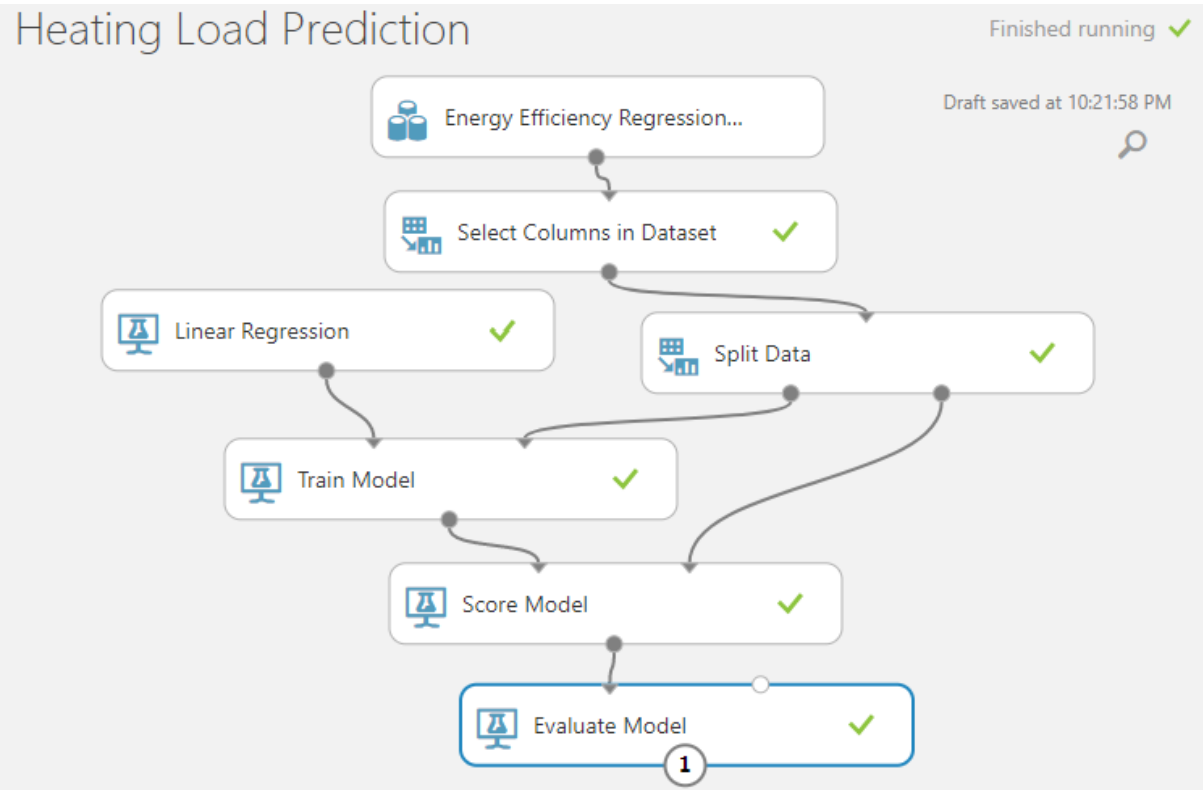 Heating Load Prediction
Finished running
Draft saved at 10:21:58 PM
Energy Efficiency Regression...
Select Columns in Dataset
Linear Regression
Split Data
Train Model
Score Model
Evaluate Model
1